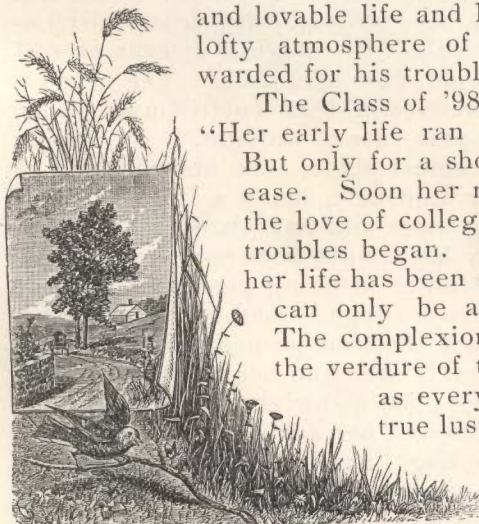 and lovable life and
lofty atmosphere of
warded for his troubl
The Class of '98
“Her early life ran
But only for a sho
ease. Soon her
the love of colleg
troubles began.
her life has been
can only be a
The complexion
the verdure of
as every
true lus